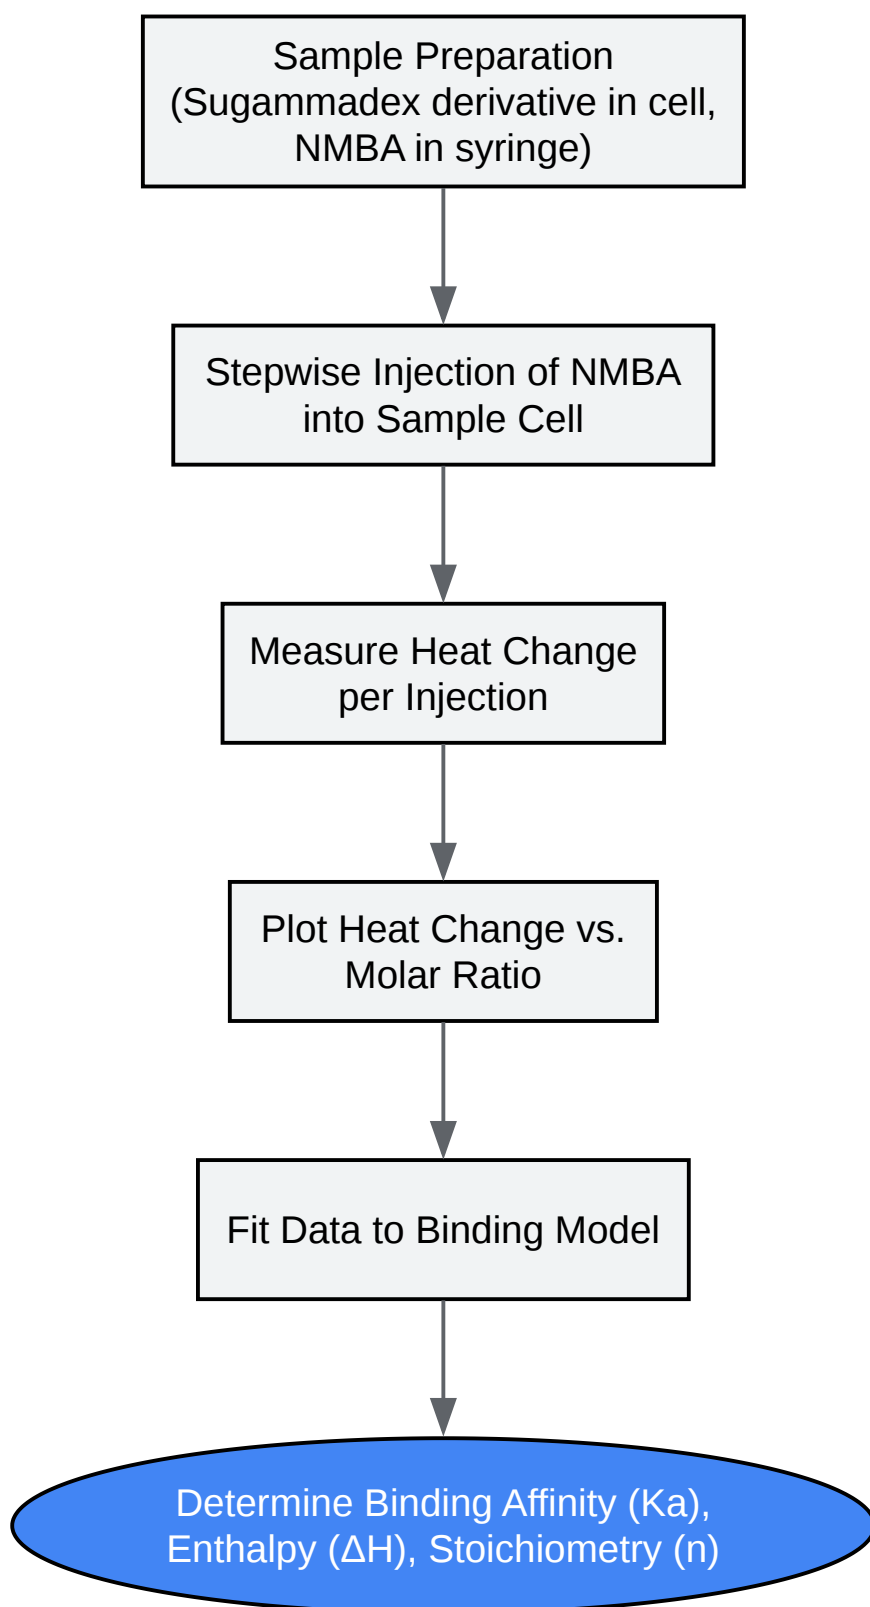 Sample Preparation
(Sugammadex derivative in cell,
NMBA in syringe)
Stepwise Injection of NMBA
into Sample Cell
Measure Heat Change
per Injection
Plot Heat Change vs.
Molar Ratio
Fit Data to Binding Model
Determine Binding Affinity (Ka),
Enthalpy (ΔH), Stoichiometry (n)